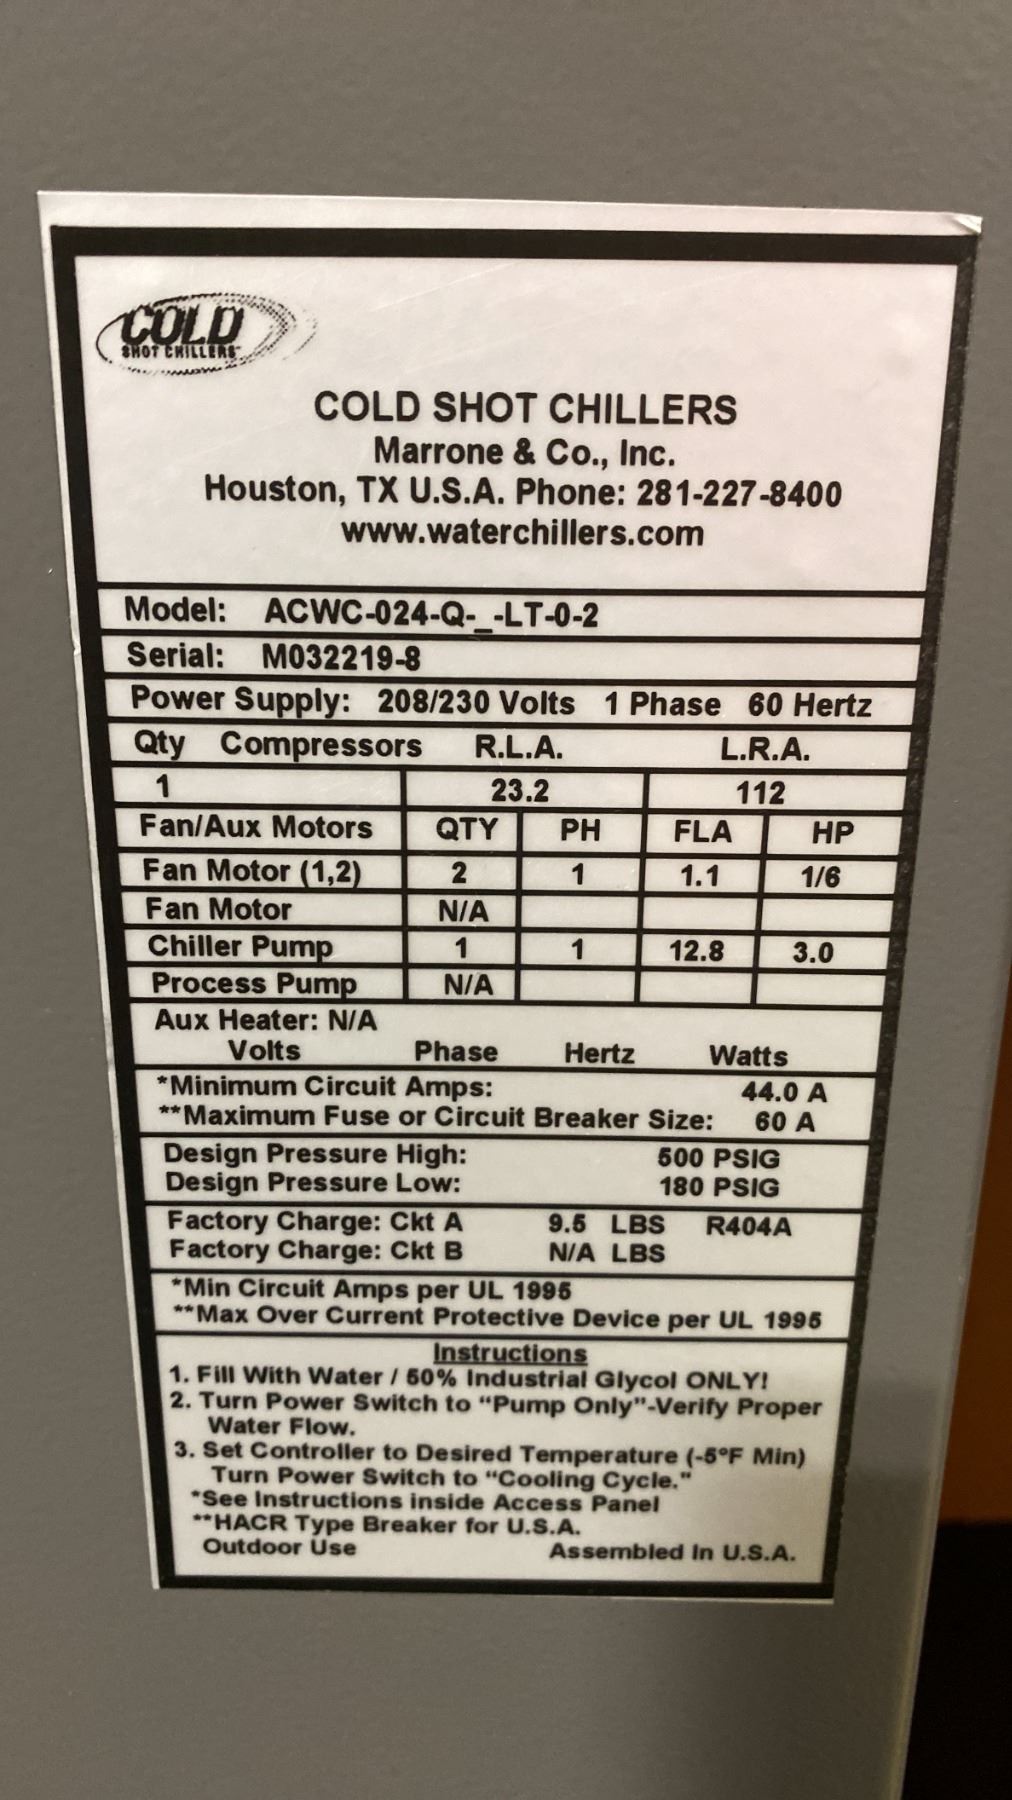 COLD
SHOT CHILLERS
COLD SHOT CHILLERS
Marrone & Co., Inc.
Houston, TX U.S.A. Phone: 281-227-8400
www.waterchillers.com
Model: ACWC-024-Q-_-LT-0-2
Serial: M032219-8
Power Supply: 208/230 Volts 1 Phase 60 Hertz
Qty Compressors R.L.A. L.R.A.
1 23.2 112
Fan/Aux Motors QTY PH FLA HP
Fan Motor (1,2) 2 1 1.1 1/6
Fan Motor N/A
Chiller Pump 1 1 12.8 3.0
Process Pump N/A
Aux Heater: N/A
Volts Phase Hertz Watts
*Minimum Circuit Amps: 44.0 A
**Maximum Fuse or Circuit Breaker Size: 60 A
Design Pressure High: 500 PSIG
Design Pressure Low: 180 PSIG
Factory Charge: Ckt A 9.5 LBS R404A
Factory Charge: Ckt B N/A LBS
*Min Circuit Amps per UL 1995
**Max Over Current Protective Device per UL 1995
Instructions
1. Fill With Water / 50% Industrial Glycol ONLY!
2. Turn Power Switch to “Pump Only”-Verify Proper
Water Flow.
3. Set Controller to Desired Temperature (-5°F Min)
Turn Power Switch to “Cooling Cycle.”
*See Instructions inside Access Panel
**HACR Type Breaker for U.S.A.
Outdoor Use Assembled In U.S.A.